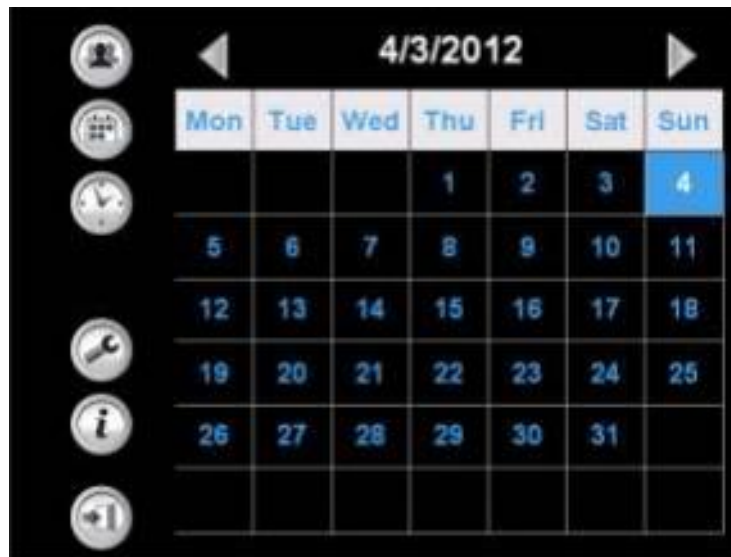 4/3/2012
Mon Tue Wed Thu Fri Sat Sun
1 2 3 4
5 6 7 8 9 10 11
12 13 14 15 16 17 18
19 20 21 22 23 24 25
i 26 27 28 29 30 31